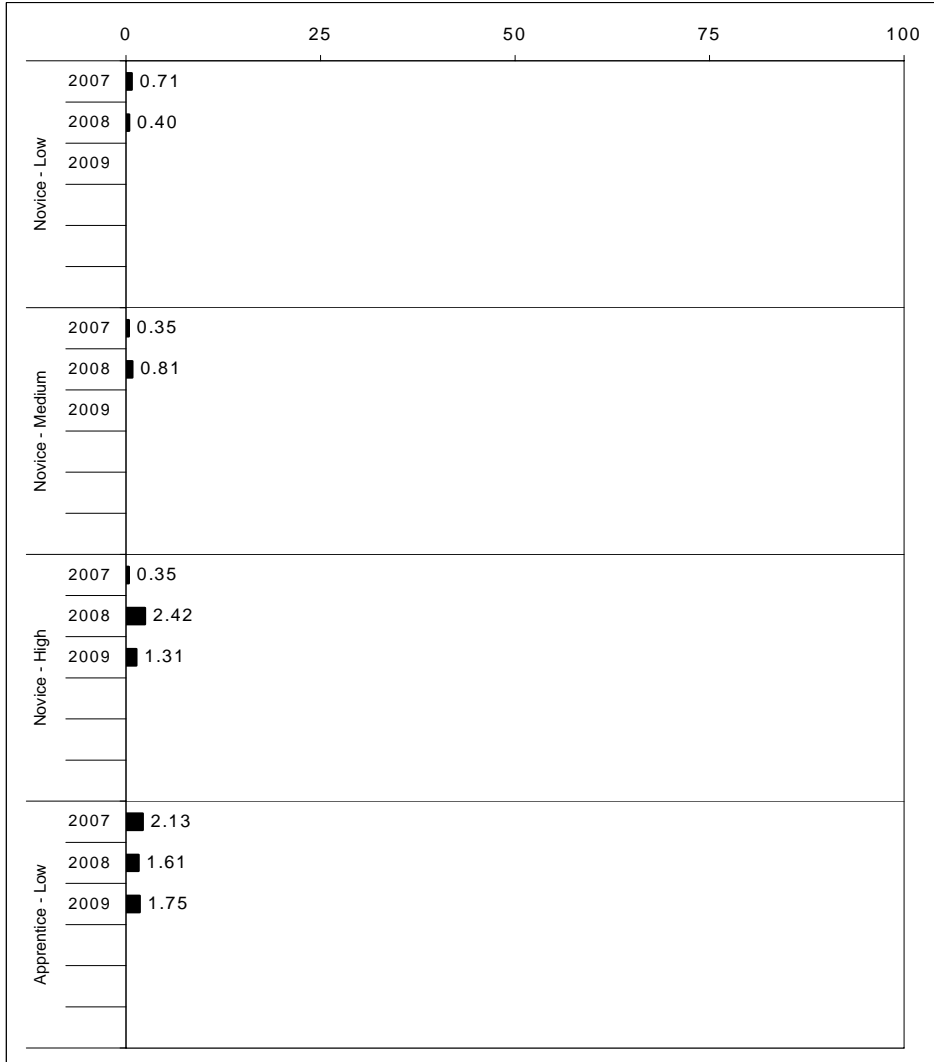 0 25 50 75 100
Novice - Low
2007 0.71
2008 0.40
2009
Novice - Medium
2007 0.35
2008 0.81
2009
Novice - High
2007 0.35
2008 2.42
2009 1.31
Apprentice - Low
2007 2.13
2008 1.61
2009 1.75